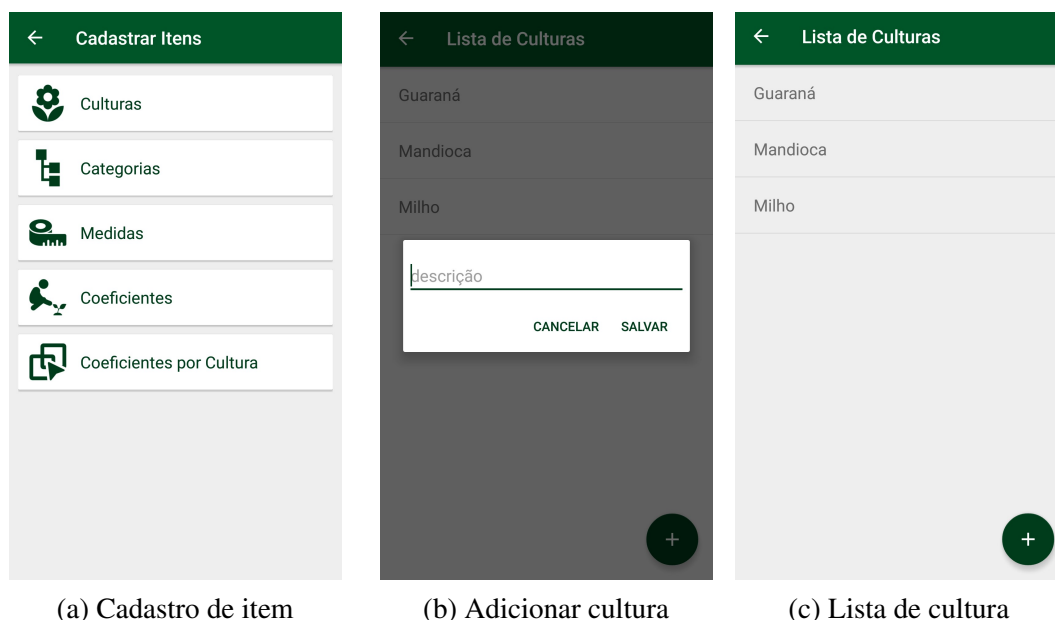 Cadastrar Itens
Culturas
Categorias
Medidas
Coeficientes
Coeficientes por Cultura
(a) Cadastro de item
Lista de Culturas
Guaraná
Mandioca
Milho
descrição
CANCELAR SALVAR
+
(b) Adicionar cultura
Lista de Culturas
Guaraná
Mandioca
Milho
+
(c) Lista de cultura